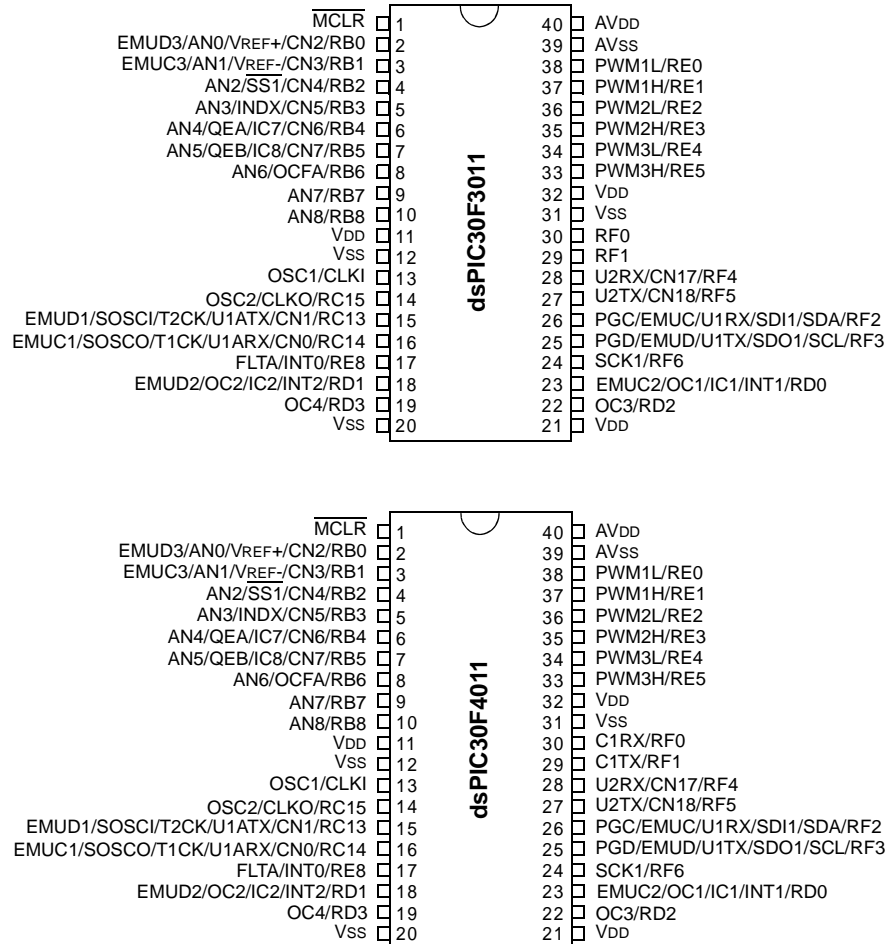 MCLR 1 40 AVDD
EMUD3/AN0/VREF+/CN2/RB0 2 39 AVSS
EMUC3/AN1/VREF-/CN3/RB1 3 38 PWM1L/RE0
AN2/SS1/CN4/RB2 4 37 PWM1H/RE1
AN3/INDX/CN5/RB3 5 36 PWM2L/RE2
AN4/QEA/IC7/CN6/RB4 6 35 PWM2H/RE3
AN5/QEB/IC8/CN7/RB5 7 34 PWM3L/RE4
AN6/OCFA/RB6 8 33 PWM3H/RE5
AN7/RB7 9 32 VDD
AN8/RB8 10 31 VSS
VDD 11 30 RF0
VSS 12 29 RF1
OSC1/CLKI 13 28 U2RX/CN17/RF4
OSC2/CLKO/RC15 14 27 U2TX/CN18/RF5
EMUD1/SOSCI/T2CK/U1ATX/CN1/RC13 15 26 PGC/EMUC/U1RX/SDI1/SDA/RF2
EMUC1/SOSCO/T1CK/U1ARX/CN0/RC14 16 25 PGD/EMUD/U1TX/SDO1/SCL/RF3
FLTA/INT0/RE8 17 24 SCK1/RF6
EMUD2/OC2/IC2/INT2/RD1 18 23 EMUC2/OC1/IC1/INT1/RD0
OC4/RD3 19 22 OC3/RD2
VSS 20 21 VDD
dsPIC30F3011
MCLR 1 40 AVDD
EMUD3/AN0/VREF+/CN2/RB0 2 39 AVSS
EMUC3/AN1/VREF-/CN3/RB1 3 38 PWM1L/RE0
AN2/SS1/CN4/RB2 4 37 PWM1H/RE1
AN3/INDX/CN5/RB3 5 36 PWM2L/RE2
AN4/QEA/IC7/CN6/RB4 6 35 PWM2H/RE3
AN5/QEB/IC8/CN7/RB5 7 34 PWM3L/RE4
AN6/OCFA/RB6 8 33 PWM3H/RE5
AN7/RB7 9 32 VDD
AN8/RB8 10 31 VSS
VDD 11 30 C1RX/RF0
VSS 12 29 C1TX/RF1
OSC1/CLKI 13 28 U2RX/CN17/RF4
OSC2/CLKO/RC15 14 27 U2TX/CN18/RF5
EMUD1/SOSCI/T2CK/U1ATX/CN1/RC13 15 26 PGC/EMUC/U1RX/SDI1/SDA/RF2
EMUC1/SOSCO/T1CK/U1ARX/CN0/RC14 16 25 PGD/EMUD/U1TX/SDO1/SCL/RF3
FLTA/INT0/RE8 17 24 SCK1/RF6
EMUD2/OC2/IC2/INT2/RD1 18 23 EMUC2/OC1/IC1/INT1/RD0
OC4/RD3 19 22 OC3/RD2
VSS 20 21 VDD
dsPIC30F4011